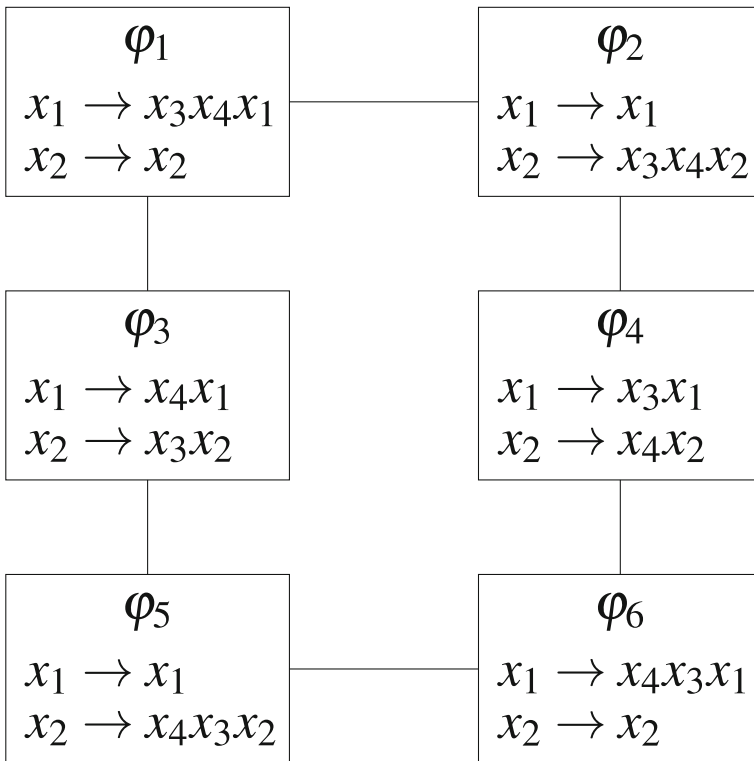 φ₁
x₁ → x₃x₄x₁
x₂ → x₂
φ₂
x₁ → x₁
x₂ → x₃x₄x₂
φ₃
x₁ → x₄x₁
x₂ → x₃x₂
φ₄
x₁ → x₃x₁
x₂ → x₄x₂
φ₅
x₁ → x₁
x₂ → x₄x₃x₂
φ₆
x₁ → x₄x₃x₁
x₂ → x₂